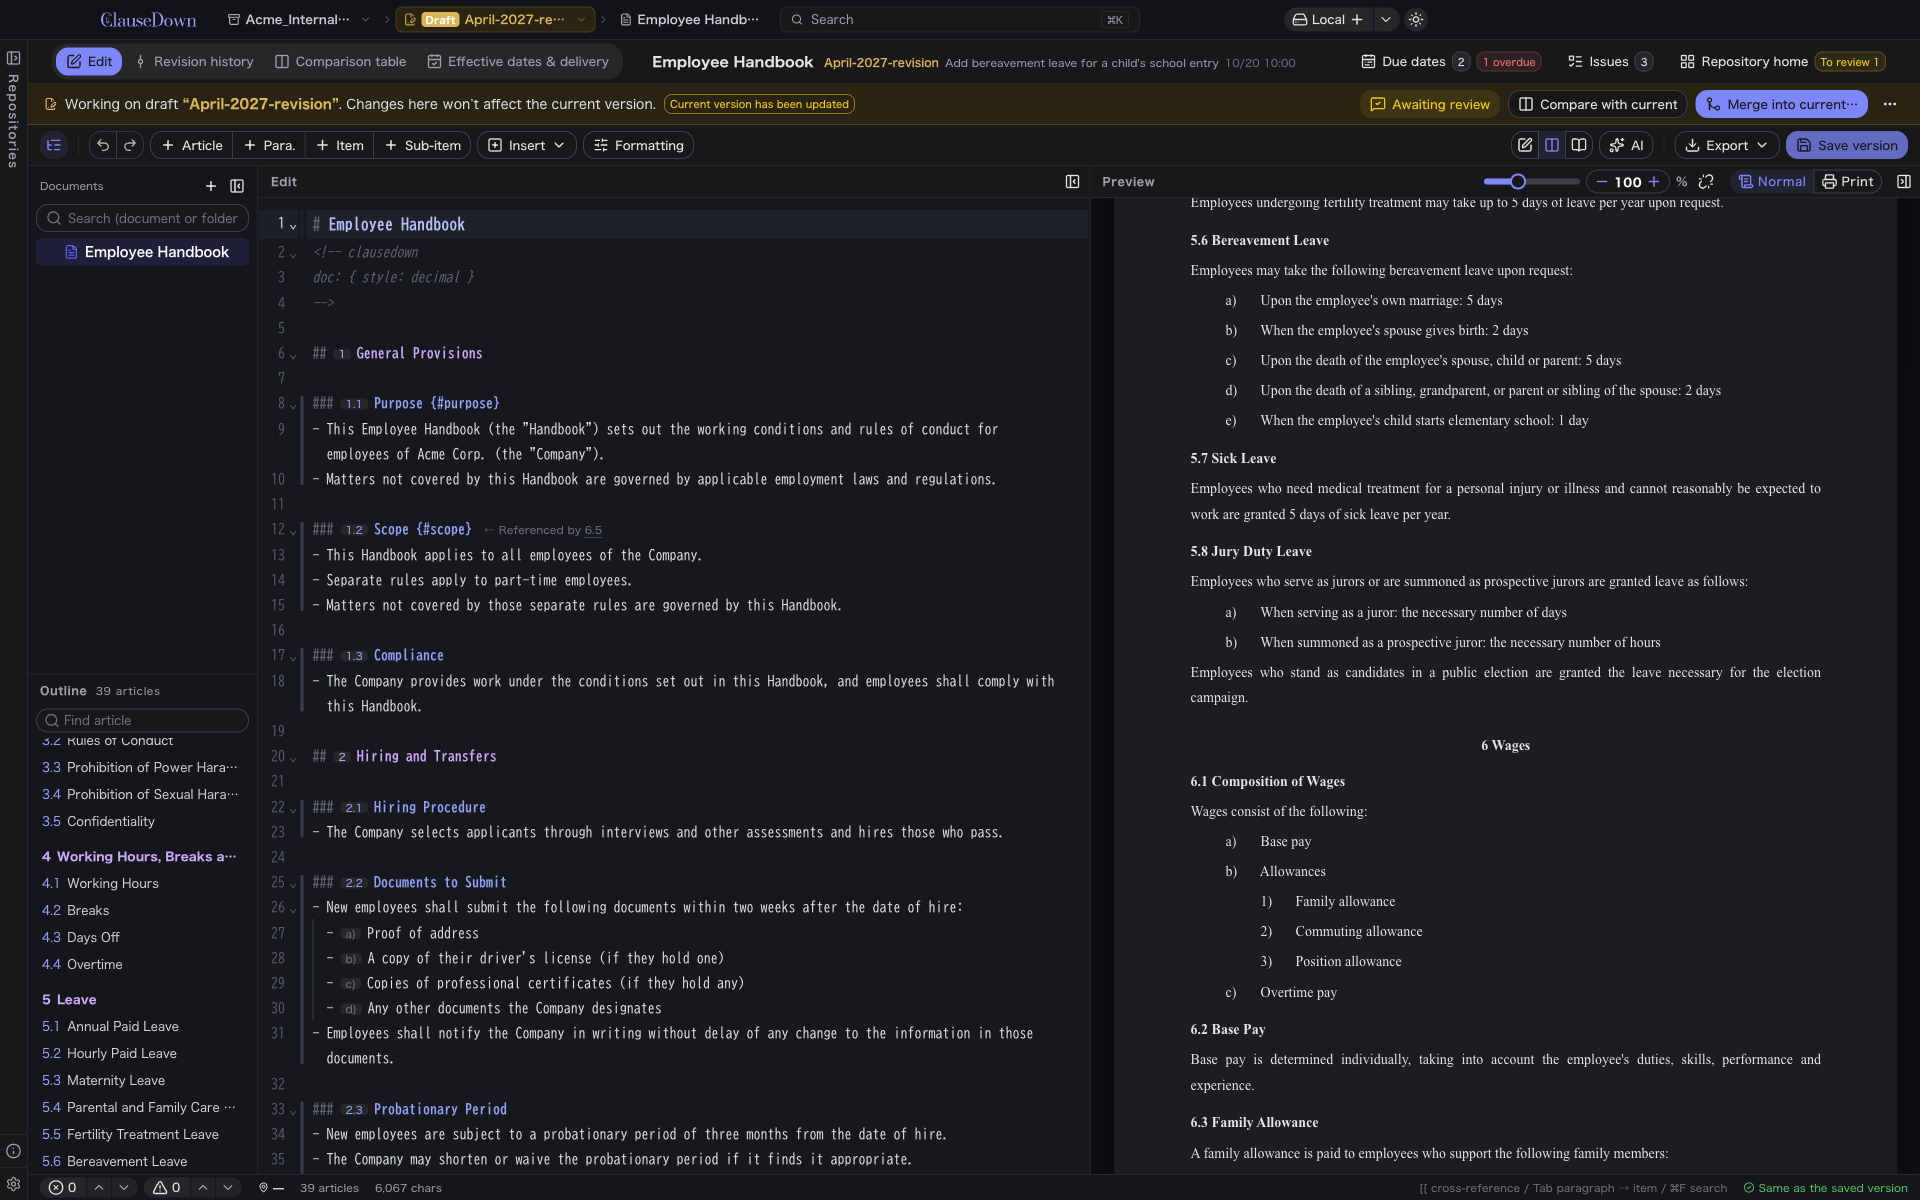 ClauseDown
Acme_Internal···
Draft April-2027-re···
Employee Handb···
Search
⌘K
Local +
Repositories
Edit
Revision history
Comparison table
Effective dates & delivery
Employee Handbook April-2027-revision Add bereavement leave for a child's school entry 10/20 10:00
Due dates 2 1 overdue
Issues 3
Repository home To review 1
Working on draft “April-2027-revision”. Changes here won't affect the current version. Current version has been updated
Awaiting review
Compare with current
Merge into current···
+ Article
+ Para.
+ Item
+ Sub-item
Insert
Formatting
AI
Export
Save version
Documents
Search (document or folder
Employee Handbook
Outline 39 articles
Find article
3.2 Rules of Conduct
3.3 Prohibition of Power Hara···
3.4 Prohibition of Sexual Hara···
3.5 Confidentiality
4 Working Hours, Breaks a···
4.1 Working Hours
4.2 Breaks
4.3 Days Off
4.4 Overtime
5 Leave
5.1 Annual Paid Leave
5.2 Hourly Paid Leave
5.3 Maternity Leave
5.4 Parental and Family Care ···
5.5 Fertility Treatment Leave
5.6 Bereavement Leave
Edit
1 # Employee Handbook
2 <!-- clausedown
3 doc: { style: decimal }
4 -->
5
6 ## 1 General Provisions
7
8 ### 1.1 Purpose {#purpose}
9 - This Employee Handbook (the "Handbook") sets out the working conditions and rules of conduct for
employees of Acme Corp. (the "Company").
10 - Matters not covered by this Handbook are governed by applicable employment laws and regulations.
11
12 ### 1.2 Scope {#scope} ← Referenced by 6.5
13 - This Handbook applies to all employees of the Company.
14 - Separate rules apply to part-time employees.
15 - Matters not covered by those separate rules are governed by this Handbook.
16
17 ### 1.3 Compliance
18 - The Company provides work under the conditions set out in this Handbook, and employees shall comply with
this Handbook.
19
20 ## 2 Hiring and Transfers
21
22 ### 2.1 Hiring Procedure
23 - The Company selects applicants through interviews and other assessments and hires those who pass.
24
25 ### 2.2 Documents to Submit
26 - New employees shall submit the following documents within two weeks after the date of hire:
27 - a) Proof of address
28 - b) A copy of their driver's license (if they hold one)
29 - c) Copies of professional certificates (if they hold any)
30 - d) Any other documents the Company designates
31 - Employees shall notify the Company in writing without delay of any change to the information in those
documents.
32
33 ### 2.3 Probationary Period
34 - New employees are subject to a probationary period of three months from the date of hire.
35 - The Company may shorten or waive the probationary period if it finds it appropriate.
Preview
− 100 + %
Normal
Print
Employees undergoing fertility treatment may take up to 5 days of leave per year upon request.
5.6 Bereavement Leave
Employees may take the following bereavement leave upon request:
a) Upon the employee's own marriage: 5 days
b) When the employee's spouse gives birth: 2 days
c) Upon the death of the employee's spouse, child or parent: 5 days
d) Upon the death of a sibling, grandparent, or parent or sibling of the spouse: 2 days
e) When the employee's child starts elementary school: 1 day
5.7 Sick Leave
Employees who need medical treatment for a personal injury or illness and cannot reasonably be expected to
work are granted 5 days of sick leave per year.
5.8 Jury Duty Leave
Employees who serve as jurors or are summoned as prospective jurors are granted leave as follows:
a) When serving as a juror: the necessary number of days
b) When summoned as a prospective juror: the necessary number of hours
Employees who stand as candidates in a public election are granted the leave necessary for the election
campaign.
6 Wages
6.1 Composition of Wages
Wages consist of the following:
a) Base pay
b) Allowances
1) Family allowance
2) Commuting allowance
3) Position allowance
c) Overtime pay
6.2 Base Pay
Base pay is determined individually, taking into account the employee's duties, skills, performance and
experience.
6.3 Family Allowance
A family allowance is paid to employees who support the following family members:
0
0
—
39 articles
6,067 chars
[[ cross-reference / Tab paragraph → item / ⌘F search
Same as the saved version